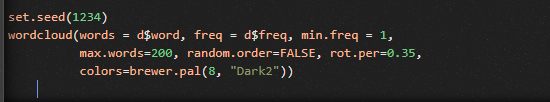 set.seed(1234)
wordcloud(words = d$word, freq = d$freq, min.freq = 1,
          max.words=200, random.order=FALSE, rot.per=0.35,
          colors=brewer.pal(8, "Dark2"))